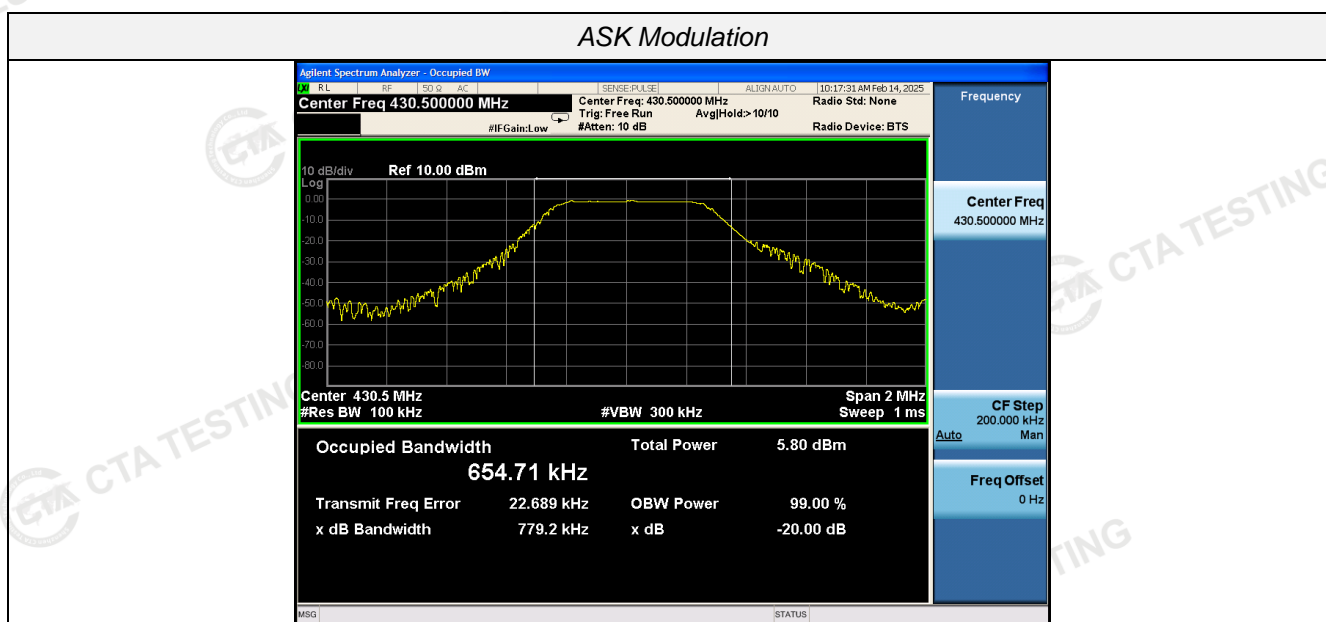 ASK Modulation
Agilent Spectrum Analyzer - Occupied BW
LXI RL RF 50 Ω AC SENSE:PULSE ALIGN AUTO 10:17:31 AM Feb 14, 2025
Center Freq 430.500000 MHz
Center Freq: 430.500000 MHz
Radio Std: None
Trig: Free Run Avg|Hold:>10/10
#IFGain:Low
#Atten: 10 dB
Radio Device: BTS
10 dB/div Ref 10.00 dBm
Log
0.00
-10.0
-20.0
-30.0
-40.0
-50.0
-60.0
-70.0
-80.0
Center 430.5 MHz Span 2 MHz
#Res BW 100 kHz #VBW 300 kHz Sweep 1 ms
Occupied Bandwidth Total Power 5.80 dBm
654.71 kHz
Transmit Freq Error 22.689 kHz OBW Power 99.00 %
x dB Bandwidth 779.2 kHz x dB -20.00 dB
MSG STATUS
Frequency
Center Freq
430.500000 MHz
CF Step
200.000 kHz
Auto Man
Freq Offset
0 Hz
CTA
CTA TESTING
CTA TESTING
TING